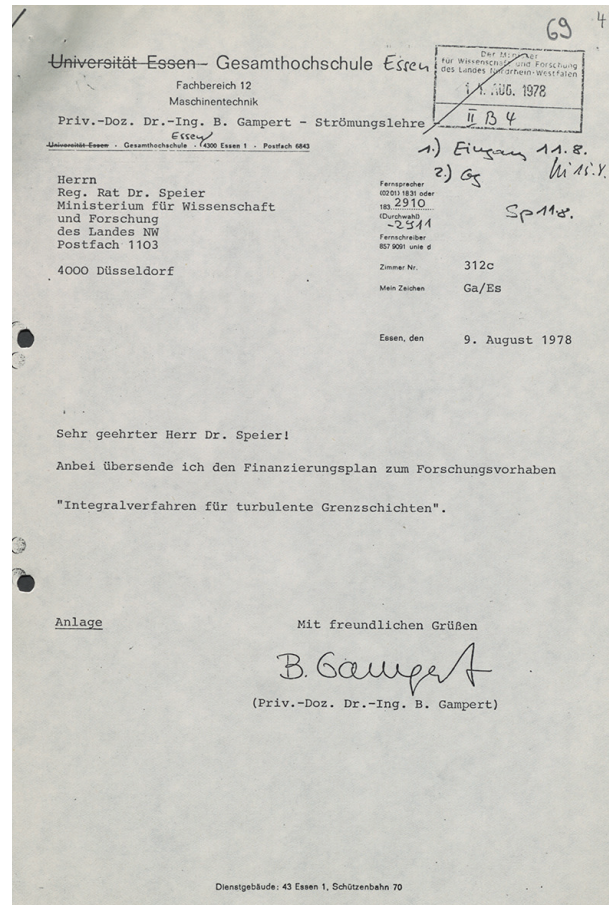 69 4
Universität Essen – Gesamthochschule Essen
Der Minister
für Wissenschaft und Forschung
des Landes Nordrhein-Westfalen
11. AUG. 1978
II B 4
Fachbereich 12
Maschinentechnik
Priv.-Doz. Dr.-Ing. B. Gampert - Strömungslehre
Essen
Universität Essen · Gesamthochschule · 4300 Essen 1 · Postfach 6843
1.) Eingang 11.8.
2.) Gg
Sp 11.8.
Herrn
Reg. Rat Dr. Speier
Ministerium für Wissenschaft
und Forschung
des Landes NW
Postfach 1103
4000 Düsseldorf
Fernsprecher
(0201) 1831 oder
183. 2910
(Durchwahl)
-2911
Fernschreiber
857 9091 unie d
Zimmer Nr. 312c
Mein Zeichen Ga/Es
Essen, den 9. August 1978
Sehr geehrter Herr Dr. Speier!
Anbei übersende ich den Finanzierungsplan zum Forschungsvorhaben
"Integralverfahren für turbulente Grenzschichten".
Anlage
Mit freundlichen Grüßen
B. Gampert
(Priv.-Doz. Dr.-Ing. B. Gampert)
Dienstgebäude: 43 Essen 1, Schützenbahn 70